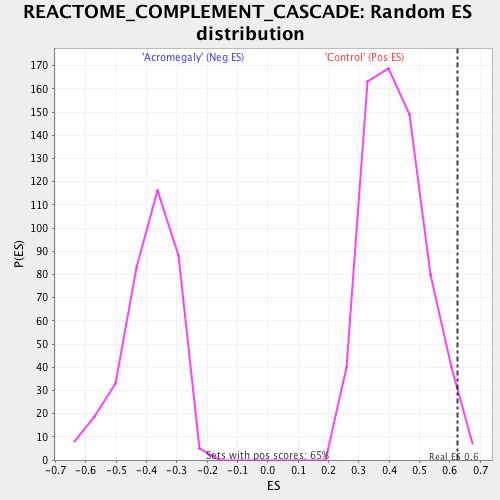 REACTOME_COMPLEMENT_CASCADE: Random ES
distribution
'Acromegaly' (Neg ES) 'Control' (Pos ES)
170
160
150
140
130
120
110
100
90
80
70
60
50
40
30
20
10
0
P(ES)
Sets with pos scores: 65%
Real ES 0.6
-0.7 -0.6 -0.5 -0.4 -0.3 -0.2 -0.1 0.0 0.1 0.2 0.3 0.4 0.5 0.6 0.7
ES